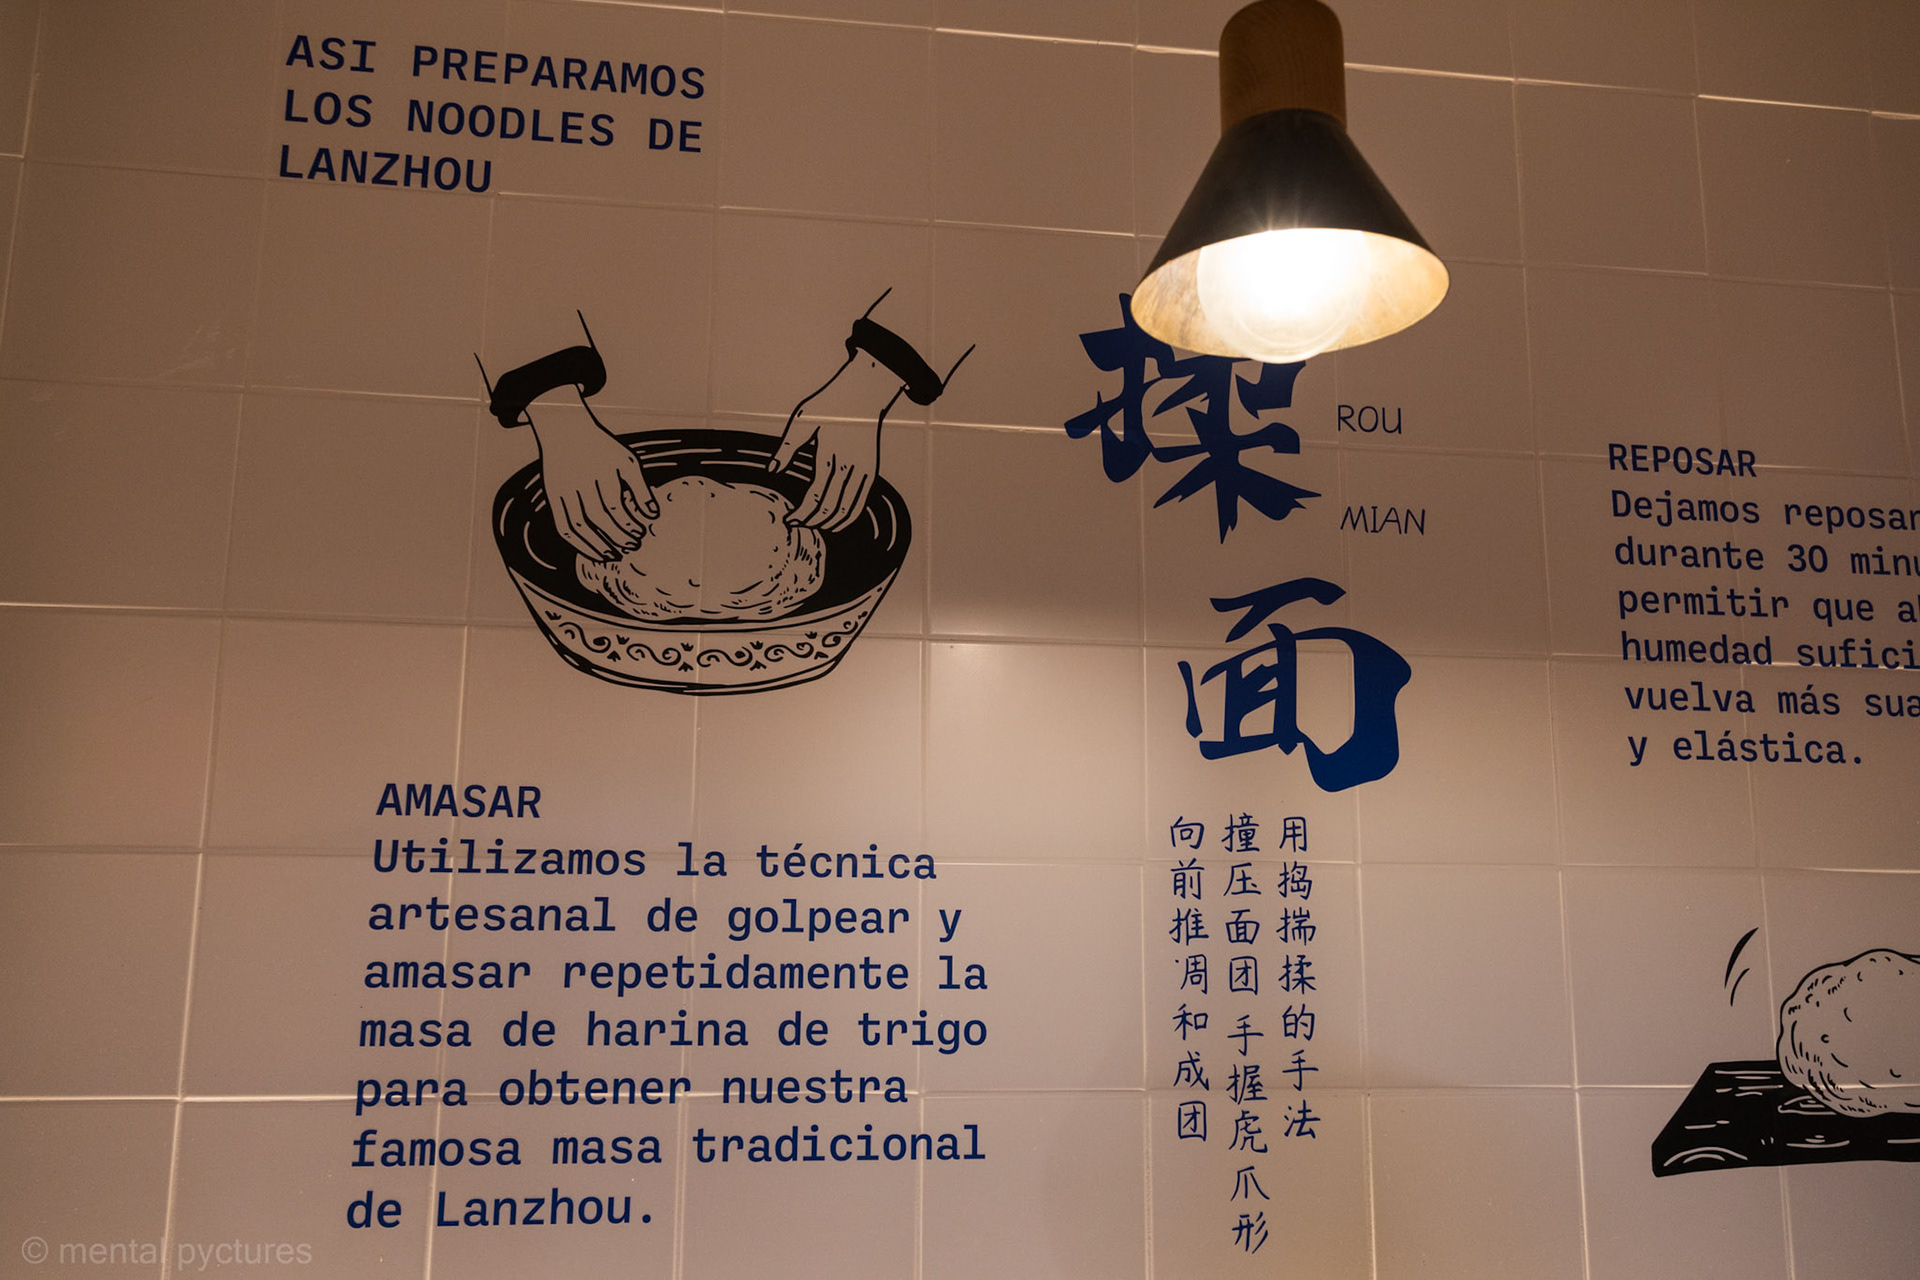 ASI PREPARAMOS
LOS NOODLES DE
LANZHOU
揉面
ROU
MIAN
AMASAR
Utilizamos la técnica
artesanal de golpear y
amasar repetidamente la
masa de harina de trigo
para obtener nuestra
famosa masa tradicional
de Lanzhou.
用捣揣揉的手法
撞压面团 手握虎爪形
向前推 凋和成团
REPOSAR
Dejamos reposar
durante 30
permitir que
humedad
vuelva más
y elástica.
© mental pyctures